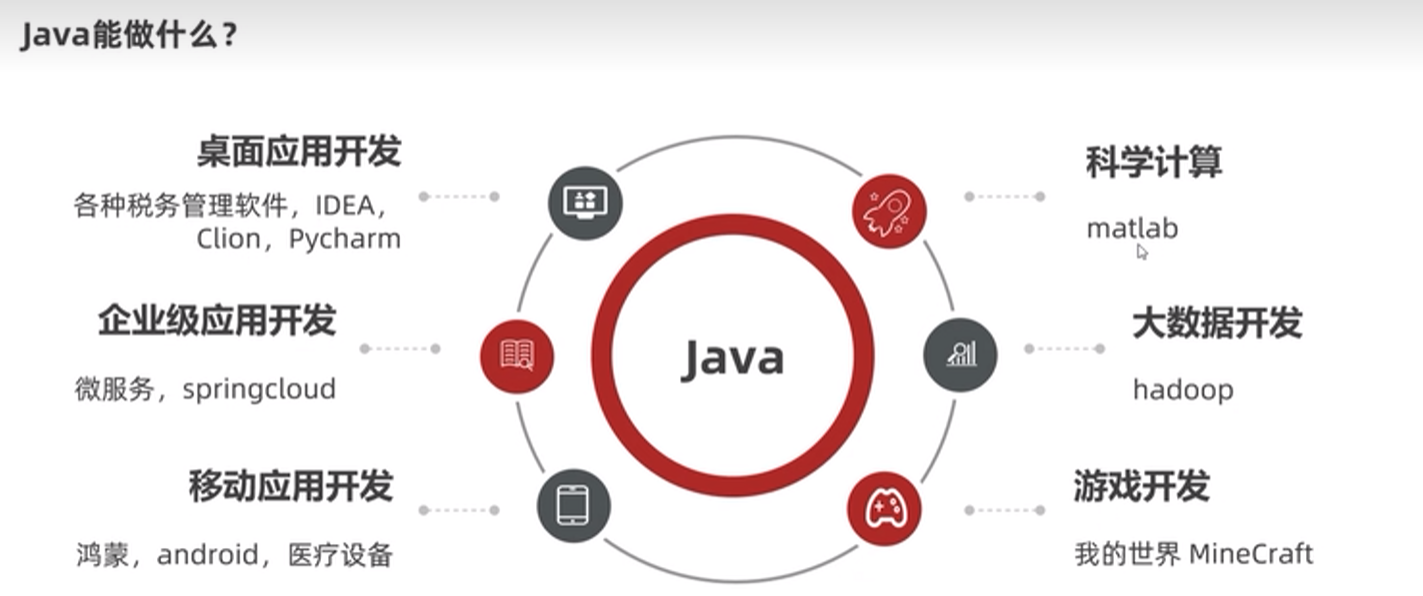 Java能做什么？
桌面应用开发
各种税务管理软件，IDEA，
Clion，Pycharm
企业级应用开发
微服务，springcloud
移动应用开发
鸿蒙，android，医疗设备
Java
科学计算
matlab
大数据开发
hadoop
游戏开发
我的世界 MineCraft